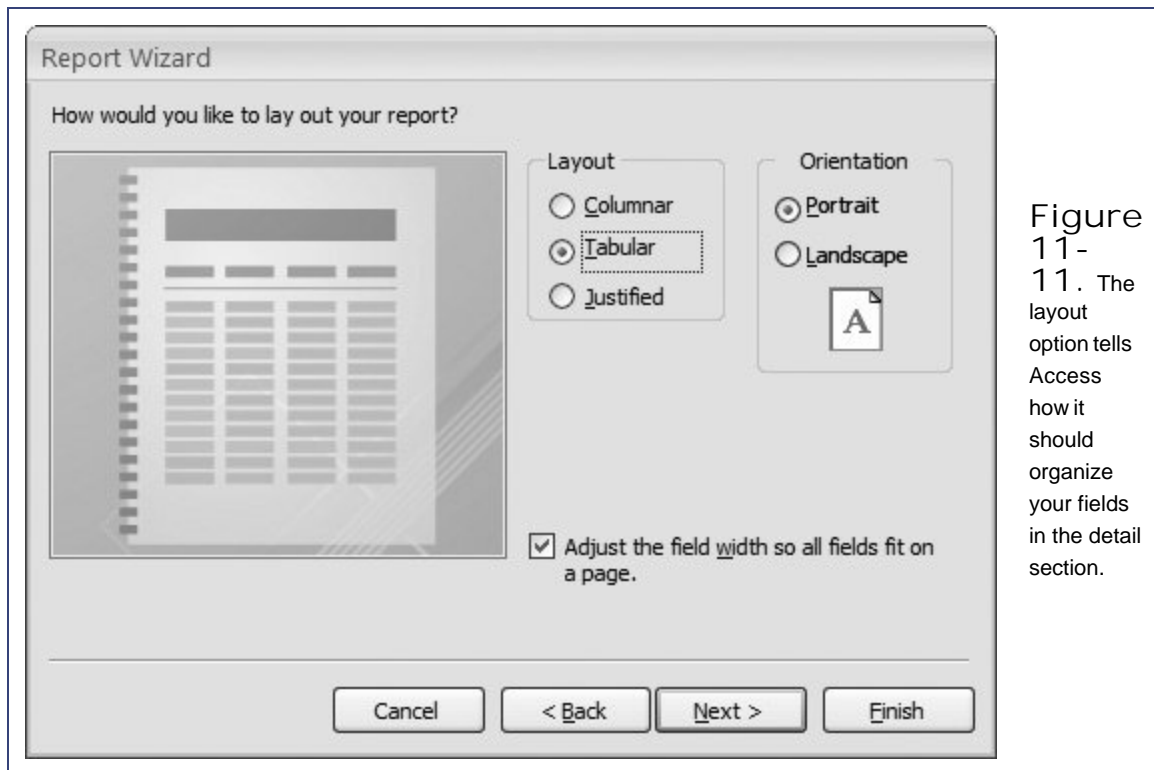 Report Wizard
How would you like to lay out your report?
Layout
Columnar
Tabular
Justified
Orientation
Portrait
Landscape
A
Adjust the field width so all fields fit on
a page.
Cancel
< Back
Next >
Finish
Figure
11-
11. The
layout
option tells
Access
how it
should
organize
your fields
in the detail
section.